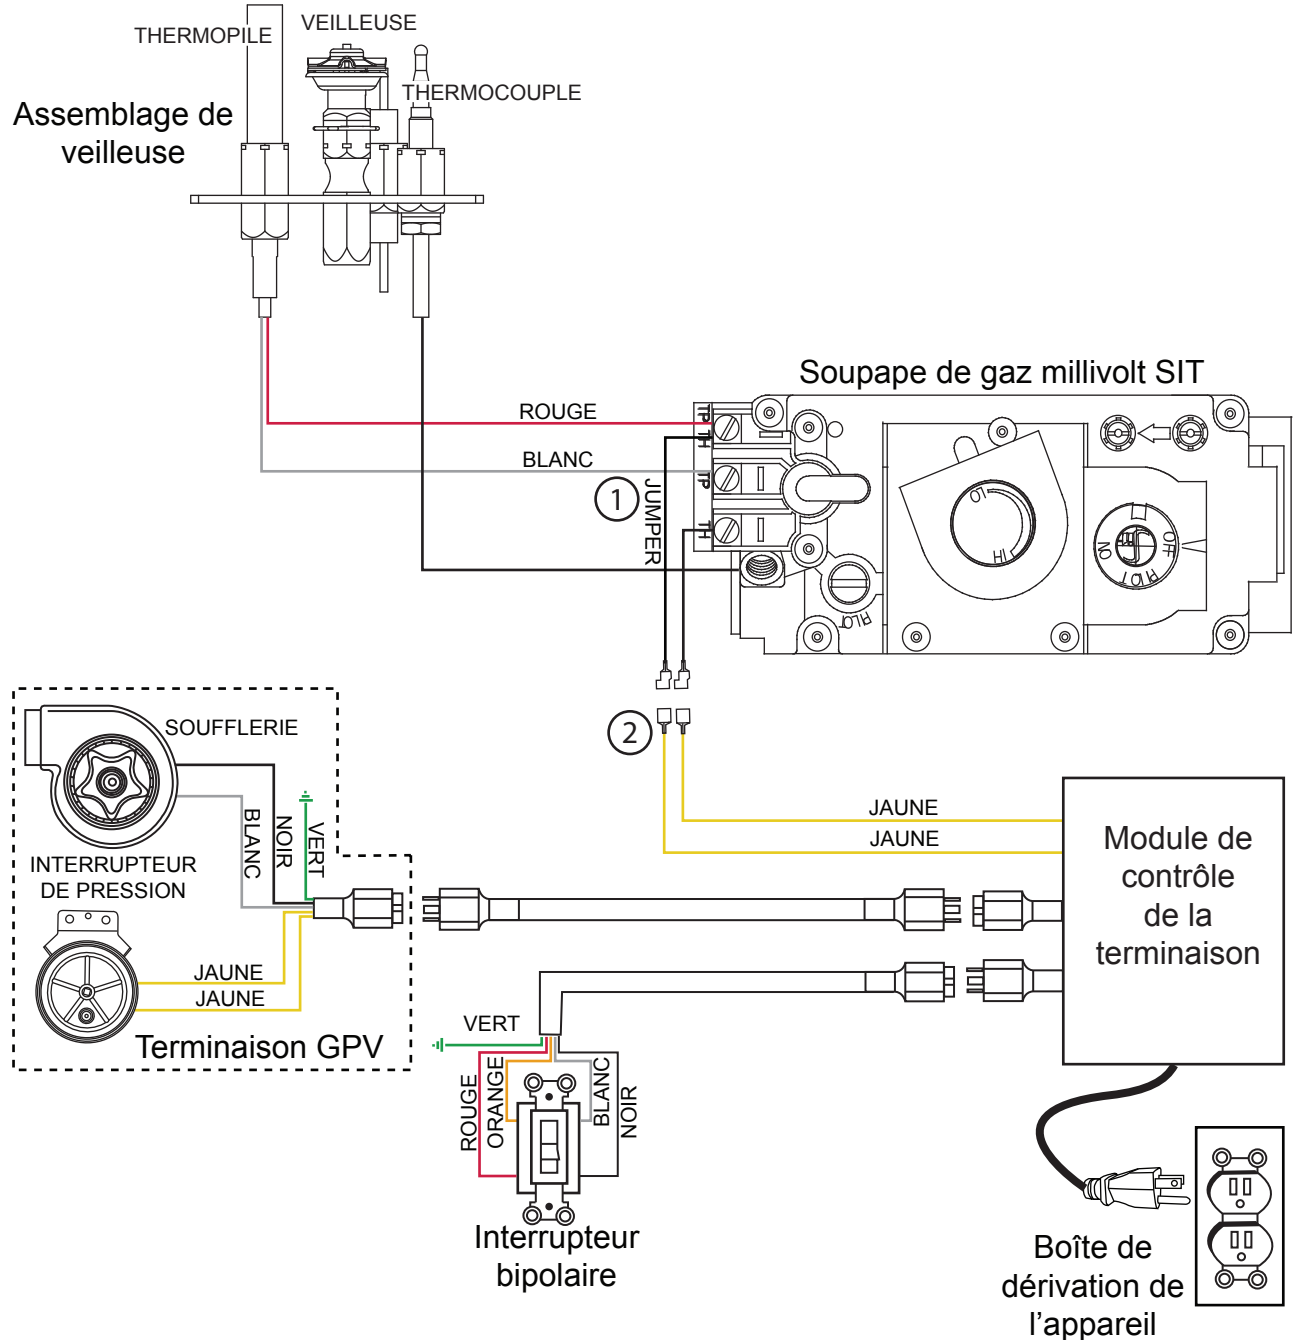 THERMOPILE
VEILLEUSE
THERMOCOUPLE
Assemblage de
veilleuse
Soupape de gaz millivolt SIT
ROUGE
BLANC
1
JUMPER
TP
TH
TP
TH
LO
HI
OFF
PILOT
ON
PILOT
2
SOUFFLERIE
BLANC
NOIR
VERT
INTERRUPTEUR
DE PRESSION
JAUNE
JAUNE
Terminaison GPV
JAUNE
JAUNE
Module de
contrôle
de la
terminaison
VERT
ROUGE
ORANGE
BLANC
NOIR
Interrupteur
bipolaire
Boîte de
dérivation de
l’appareil